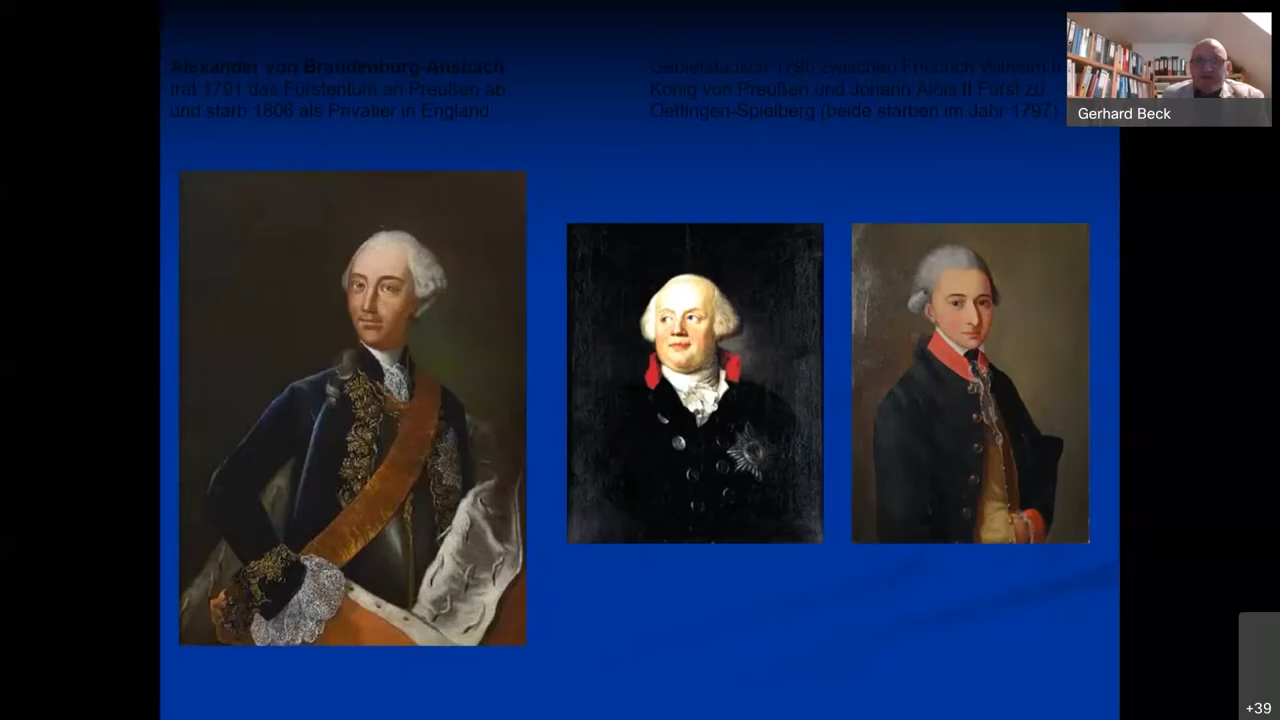 Alexander von Brandenburg-Ansbach
trat 1791 das Fürstentum an Preußen ab
und starb 1806 als Privatier in England
Gebietstausch 1796 zwischen Friedrich Wilhelm II
König von Preußen und Johann Alois II Fürst zu
Oettingen-Spielberg (beide starben im Jahr 1797)
Gerhard Beck
+39